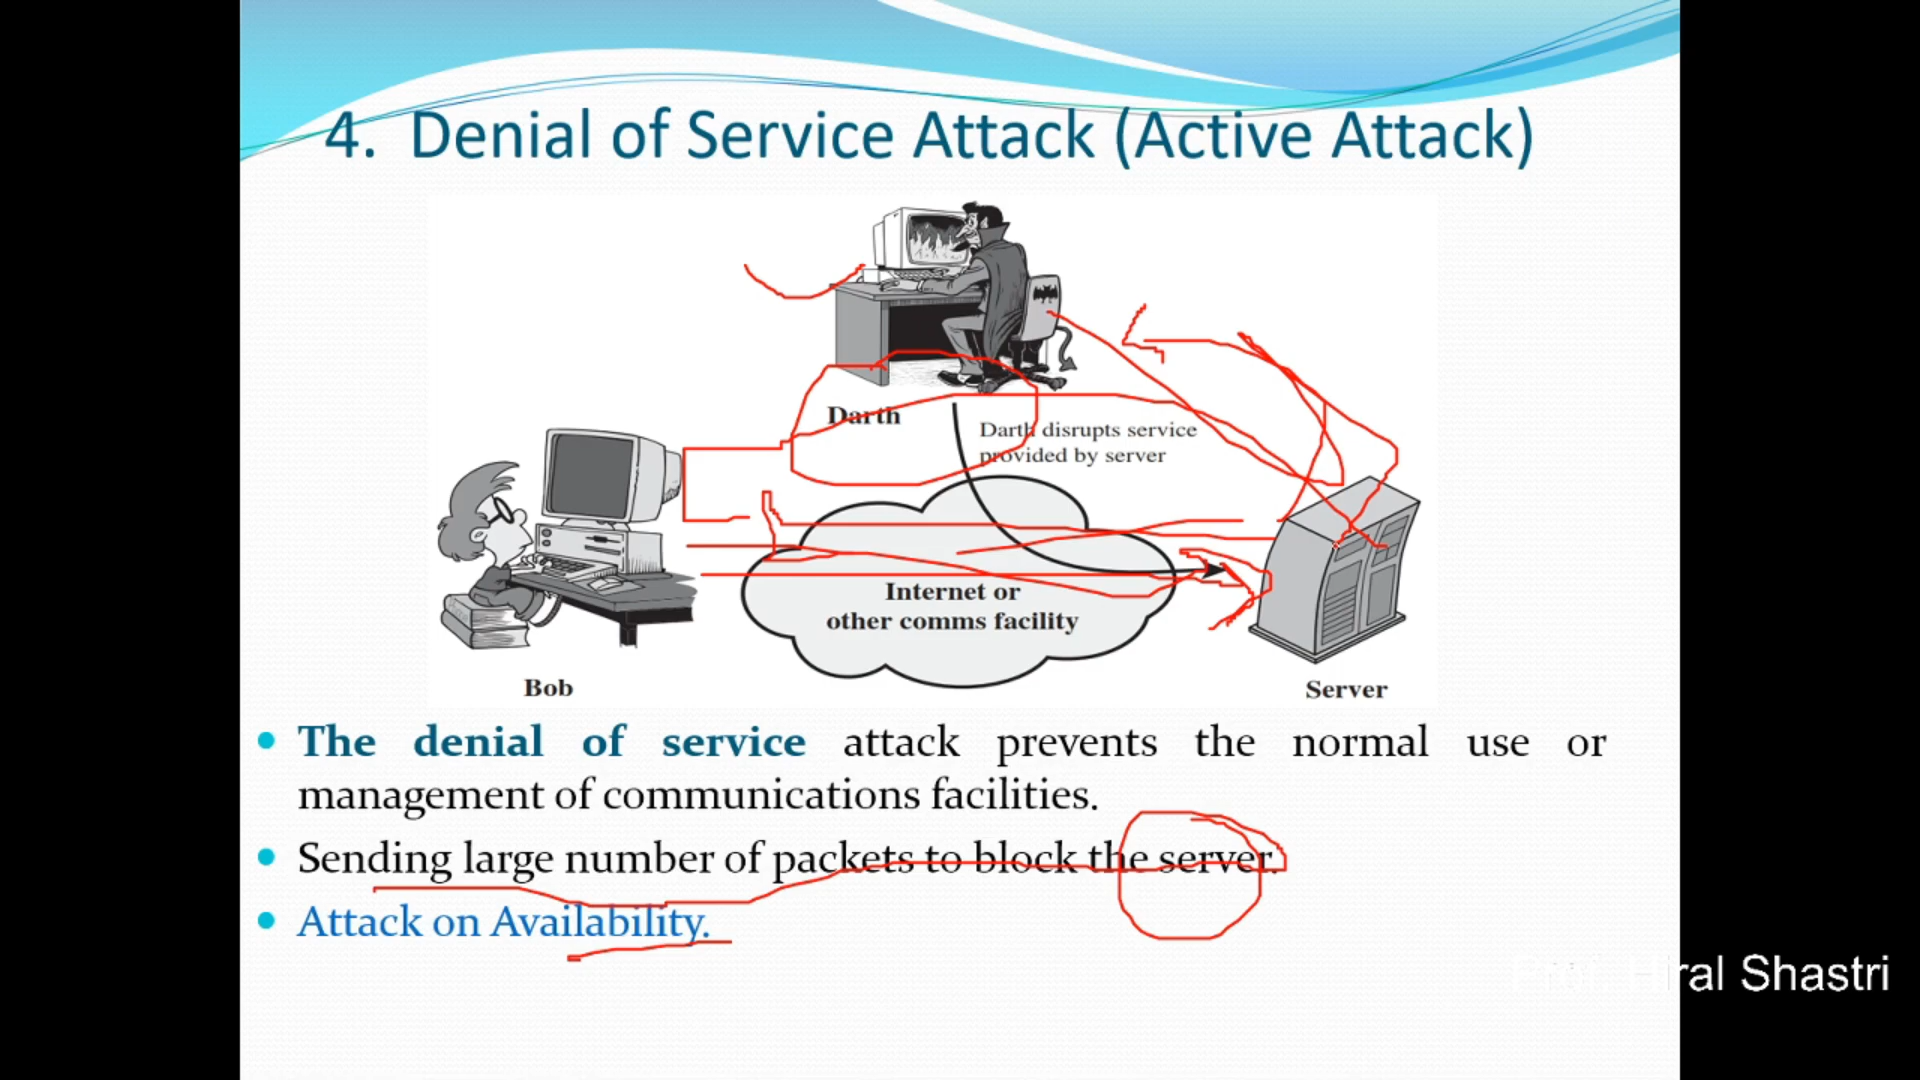 4. Denial of Service Attack (Active Attack)
Darth
Darth disrupts service
provided by server
Internet or
other comms facility
Bob
Server
The denial of service attack prevents the normal use or
management of communications facilities.
Sending large number of packets to block the server.
Attack on Availability.
Prof. Hiral Shastri